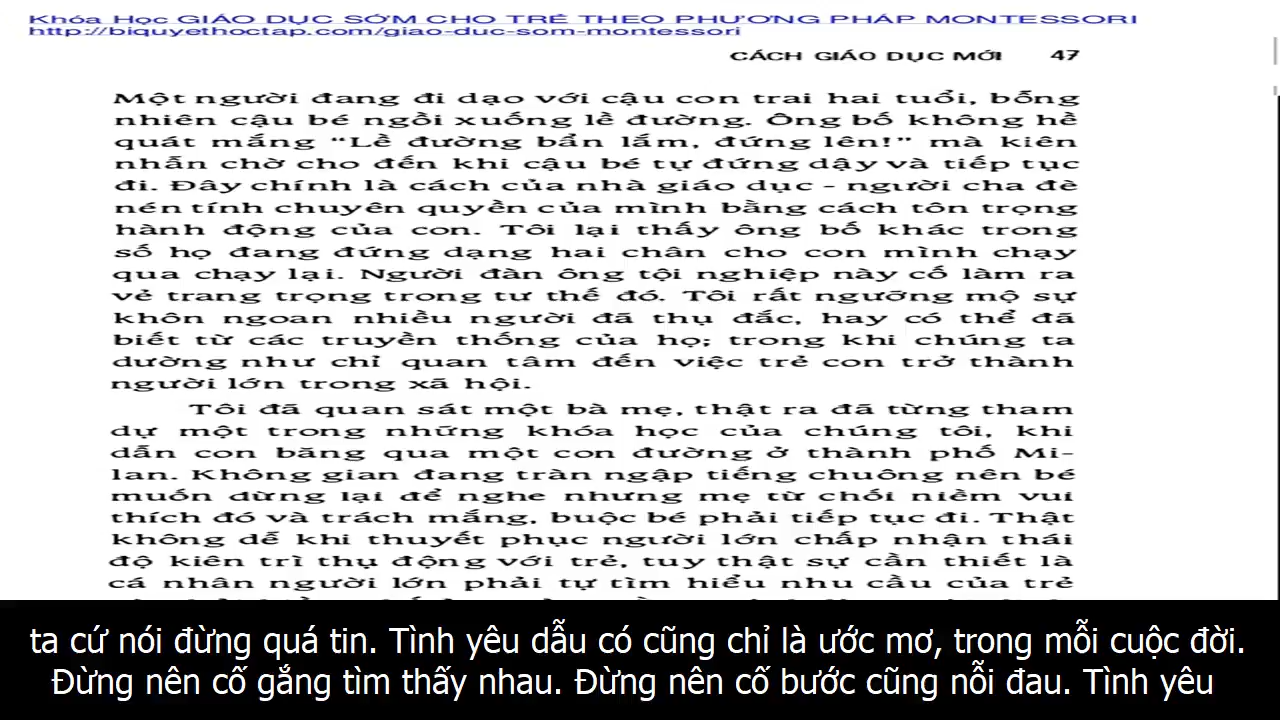 Khóa Học GIÁO DỤC SỚM CHO TRẺ THEO PHƯƠNG PHÁP MONTESSORI
http://biquyethoctap.com/giao-duc-som-montessori
CÁCH GIÁO DỤC MỚI 47
Một người đang đi dạo với cậu con trai hai tuổi, bỗng
nhiên cậu bé ngồi xuống lề đường. Ông bố không hề
quát mắng “Lề đường bẩn lắm, đứng lên!” mà kiên
nhẫn chờ cho đến khi cậu bé tự đứng dậy và tiếp tục
đi. Đây chính là cách của nhà giáo dục – người cha đè
nén tính chuyên quyền của mình bằng cách tôn trọng
hành động của con. Tôi lại thấy ông bố khác trong
số họ đang đứng dạng hai chân cho con mình chạy
qua chạy lại. Người đàn ông tội nghiệp này cố làm ra
vẻ trang trọng trong tư thế đó. Tôi rất ngưỡng mộ sự
khôn ngoan nhiều người đã thụ đắc, hay có thể đã
biết từ các truyền thống của họ; trong khi chúng ta
dường như chỉ quan tâm đến việc trẻ con trở thành
người lớn trong xã hội.
Tôi đã quan sát một bà mẹ, thật ra đã từng tham
dự một trong những khóa học của chúng tôi, khi
dẫn con băng qua một con đường ở thành phố Mi-
lan. Không gian đang tràn ngập tiếng chuông nên bé
muốn dừng lại để nghe nhưng mẹ từ chối niềm vui
thích đó và trách mắng, buộc bé phải tiếp tục đi. Thật
không dễ khi thuyết phục người lớn chấp nhận thái
độ kiên trì thụ động với trẻ, tuy thật sự cần thiết là
cá nhân người lớn phải tự tìm hiểu nhu cầu của trẻ
ta cứ nói đừng quá tin. Tình yêu dẫu có cũng chỉ là ước mơ, trong mỗi cuộc đời.
Đừng nên cố gắng tìm thấy nhau. Đừng nên cố bước cũng nỗi đau. Tình yêu